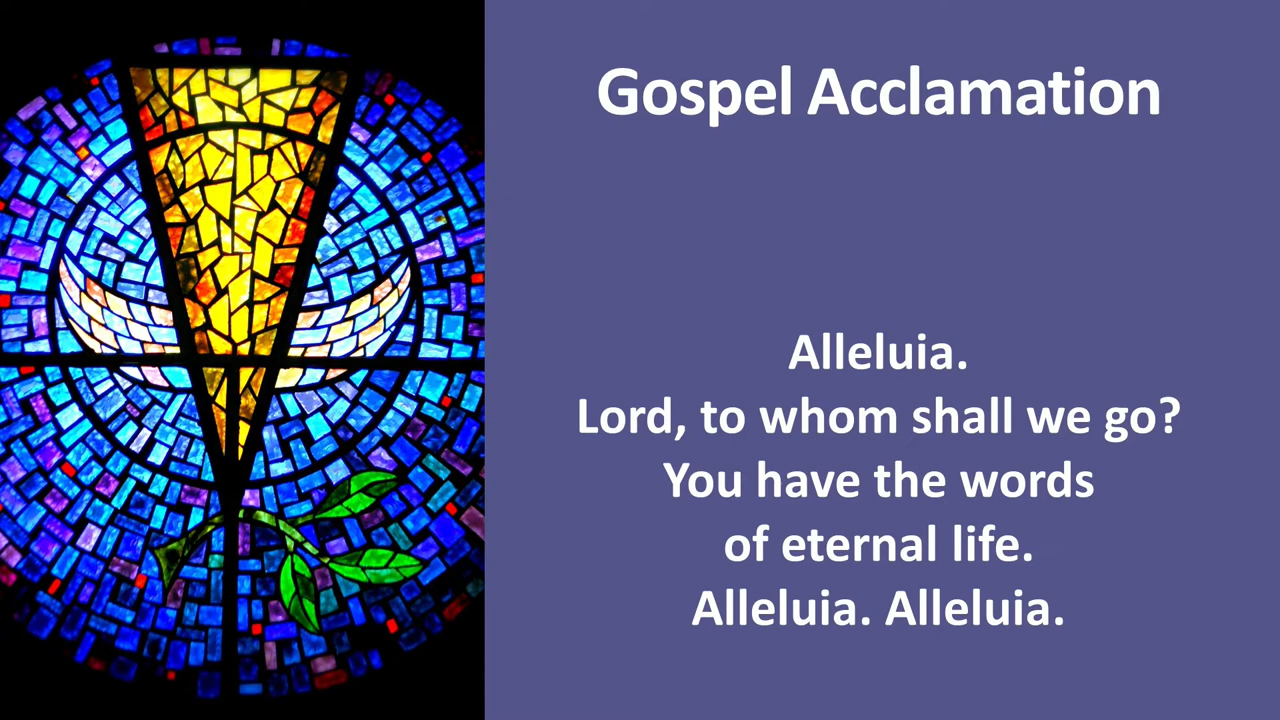 Gospel Acclamation
Alleluia.
Lord, to whom shall we go?
You have the words
of eternal life.
Alleluia. Alleluia.